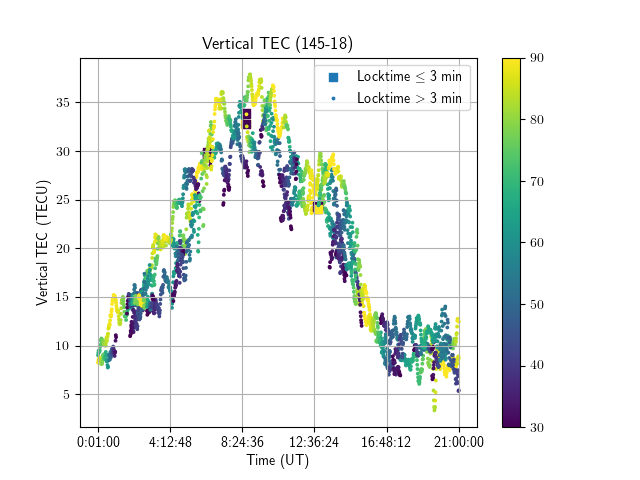 Vertical TEC (145-18)
Locktime ≤ 3 min
Locktime > 3 min
Vertical TEC (TECU)
35
30
25
20
15
10
5
0:01:00 4:12:48 8:24:36 12:36:24 16:48:12 21:00:00
Time (UT)
90
80
70
60
50
40
30